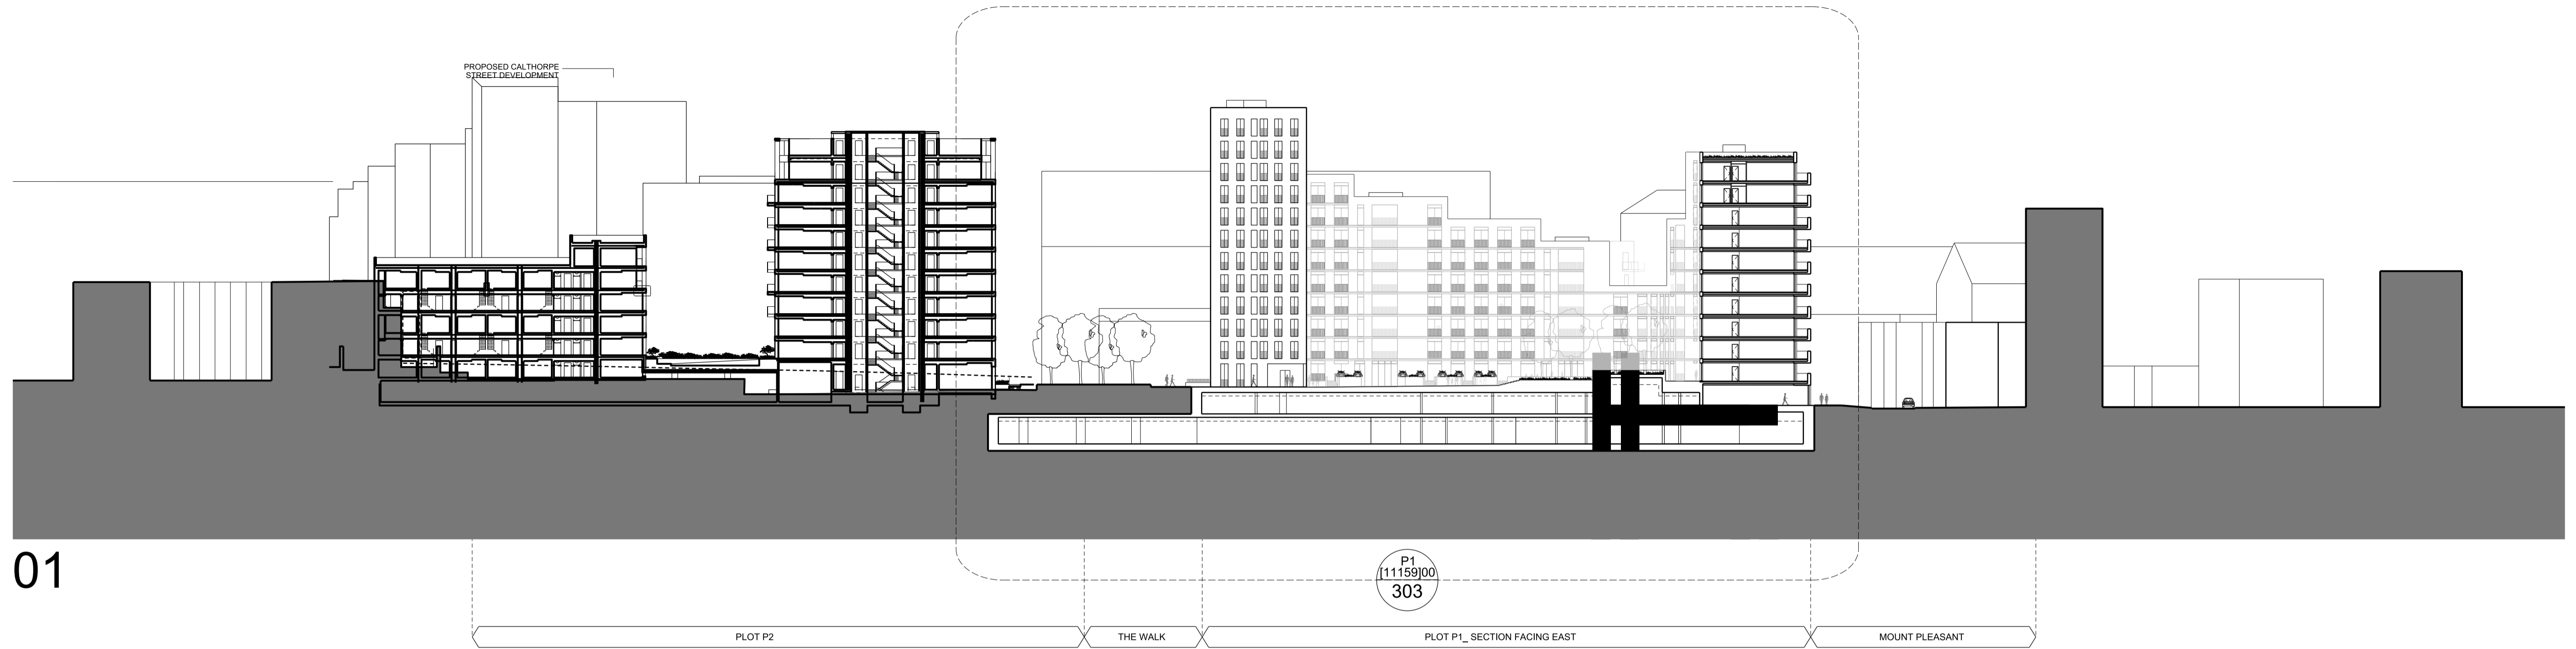 PROPOSED CALTHORPE
STREET DEVELOPMENT
01
P1
[11159]00
303
PLOT P2
THE WALK
PLOT P1_ SECTION FACING EAST
MOUNT PLEASANT